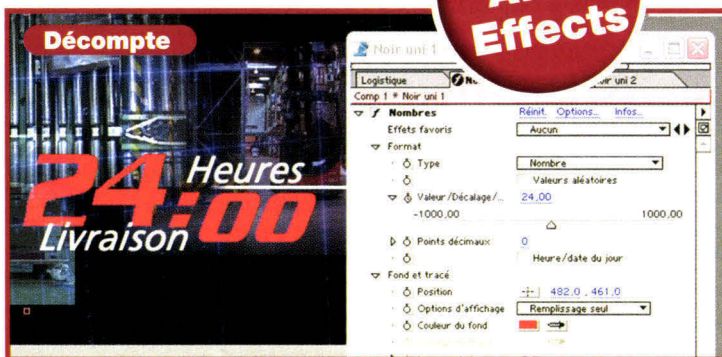 Effects
Décompte
Noir uni 1
Logistique
noir uni 2
Comp 1 * Noir uni 1
Nombres Réinit. Options... Infos...
Effets favoris Aucun
Format
Type Nombre
Valeurs aléatoires
Valeur/Décalage/... 24,00
-1000,00 1000,00
Points décimaux 0
Heure/date du jour
Fond et tracé
Position 482,0 , 461,0
Options d'affichage Remplissage seul
Couleur du fond
24:00
Heures
Livraison